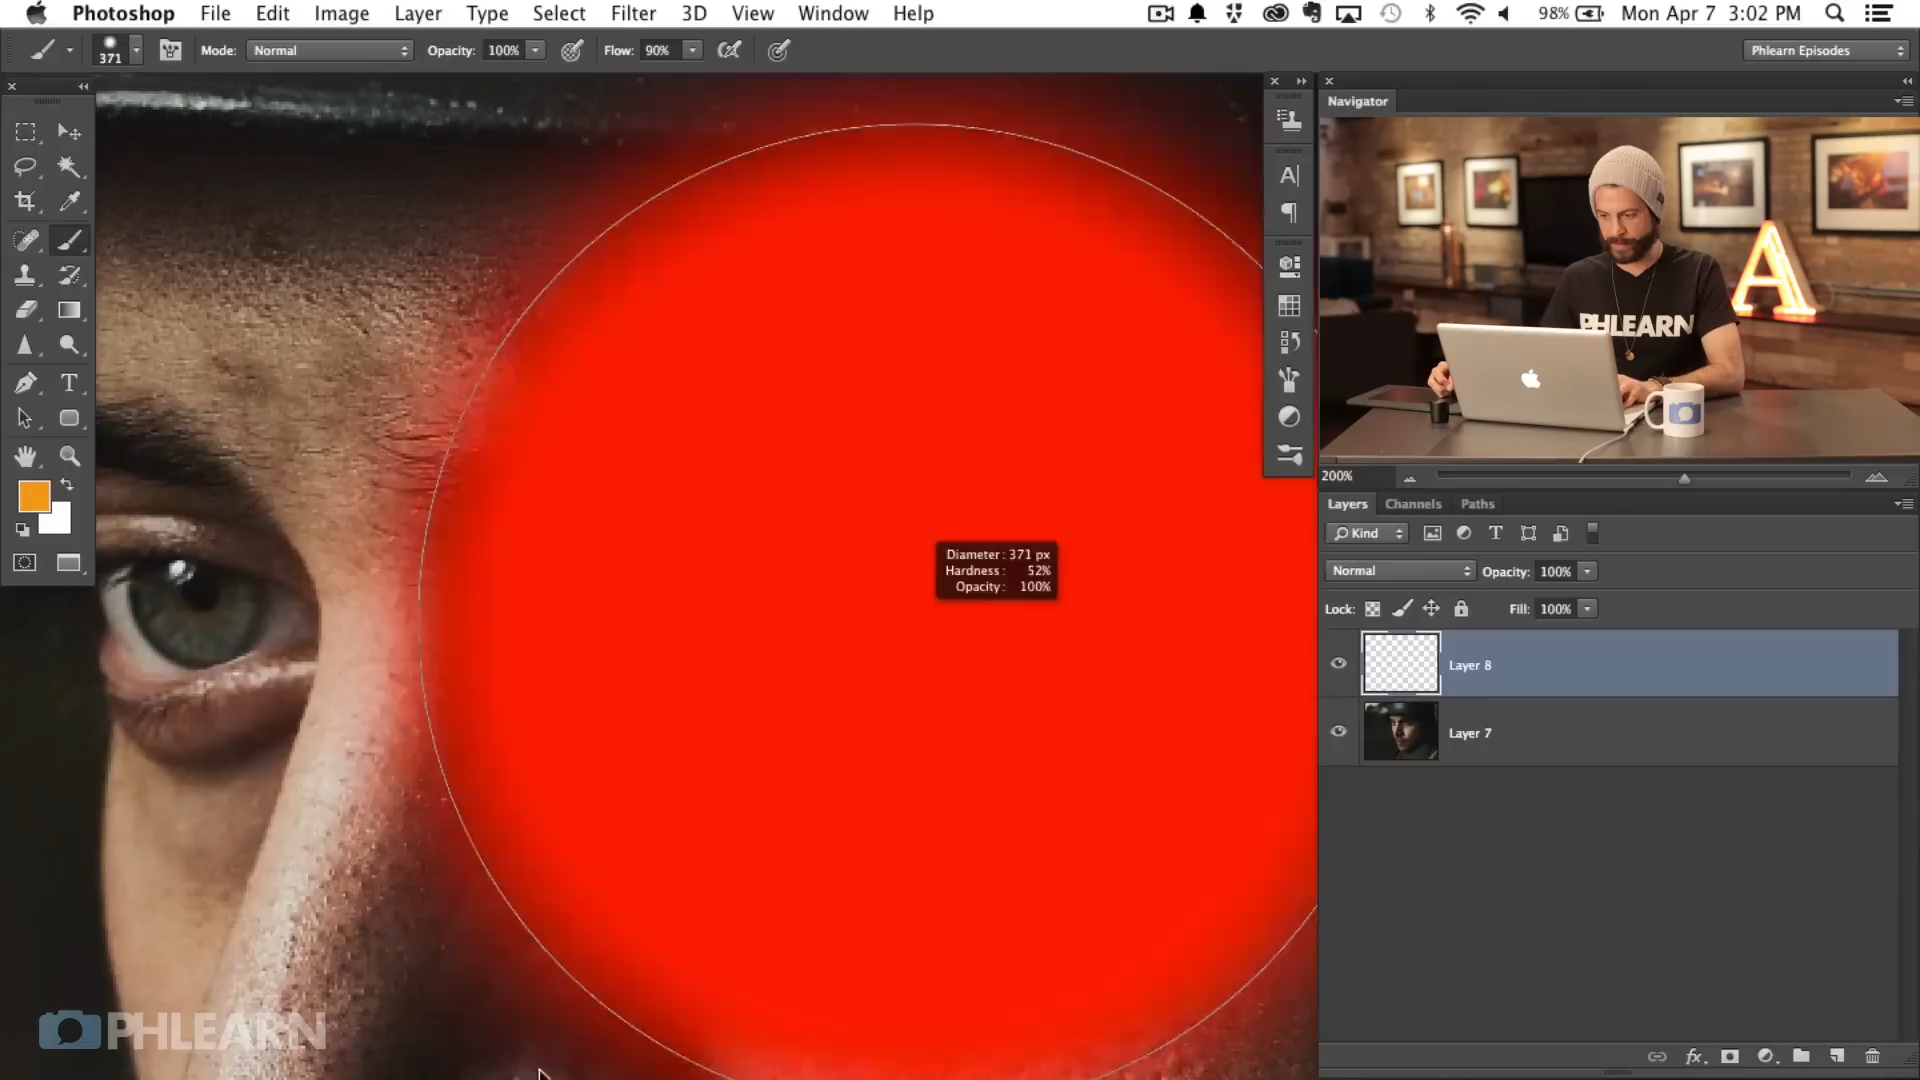 Photoshop File Edit Image Layer Type Select Filter 3D View Window Help 98% Mon Apr 7 3:02 PM
371 Mode: Normal Opacity: 100% Flow: 90% Phlearn Episodes
Navigator
A
PHLEARN
200%
Layers Channels Paths
Kind
Normal Opacity: 100%
Lock: Fill: 100%
Layer 8
Layer 7
Diameter: 371 px
Hardness: 52%
Opacity: 100%
PHLEARN